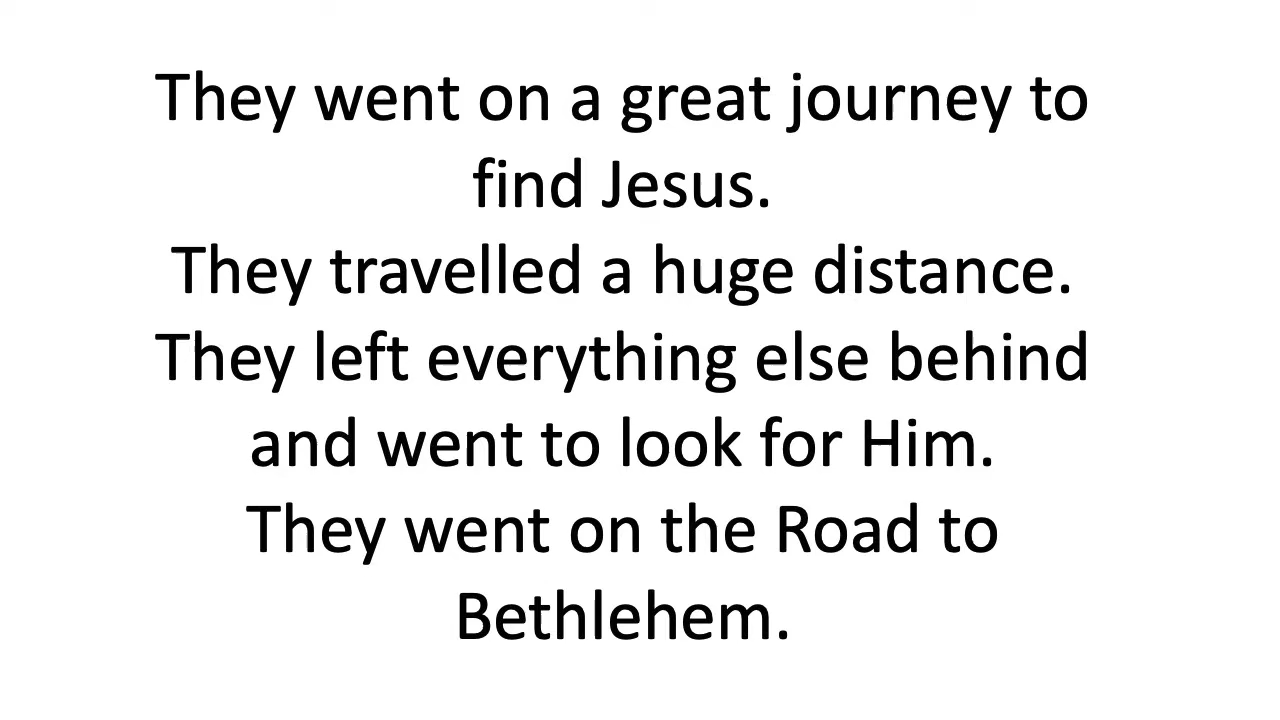 They went on a great journey to
find Jesus.
They travelled a huge distance.
They left everything else behind
and went to look for Him.
They went on the Road to
Bethlehem.